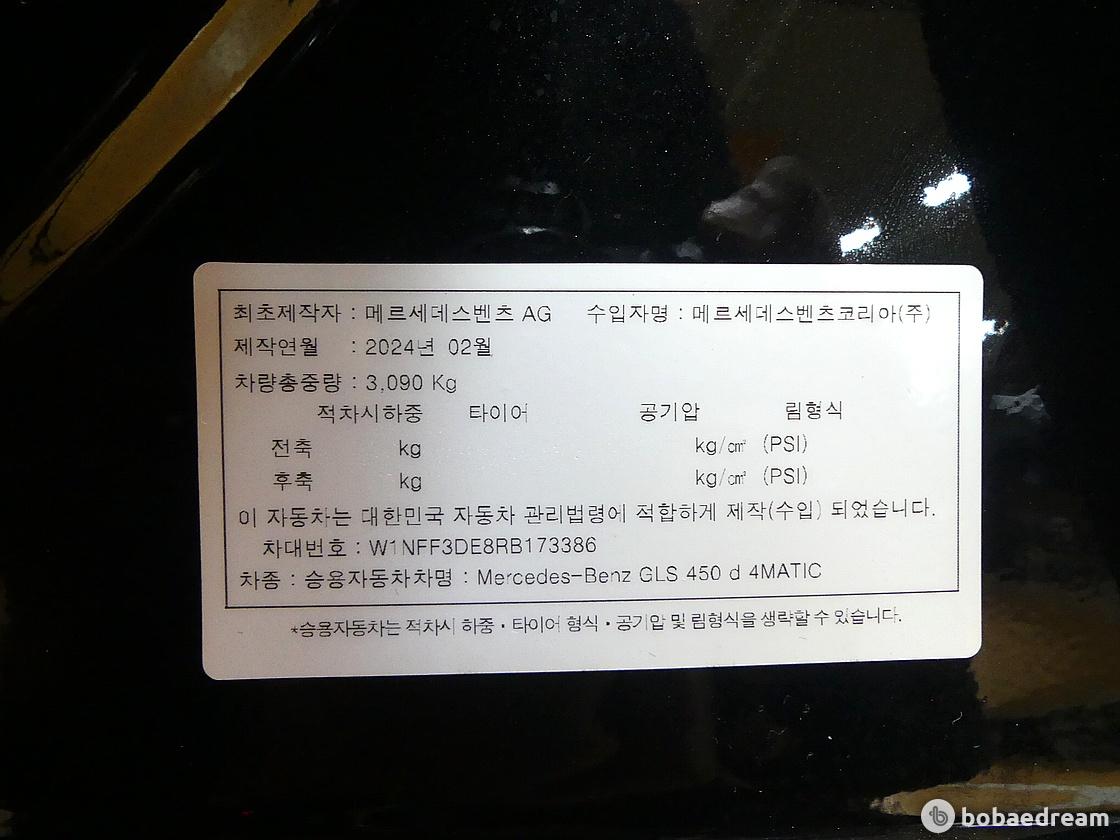 최초제작자 : 메르세데스벤츠 AG 수입자명 : 메르세데스벤츠코리아(주)
제작연월 : 2024년 02월
차량총중량 : 3,090 Kg
적차시하중 타이어 공기압 림형식
전축 kg kg/㎠ (PSI)
후축 kg kg/㎠ (PSI)
이 자동차는 대한민국 자동차 관리법령에 적합하게 제작(수입) 되었습니다.
차대번호 : W1NFF3DE8RB173386
차종 : 승용자동차차명 : Mercedes-Benz GLS 450 d 4MATIC
*승용자동차는 적차시 하중·타이어 형식·공기압 및 림형식을 생략할 수 있습니다.
bobaedream